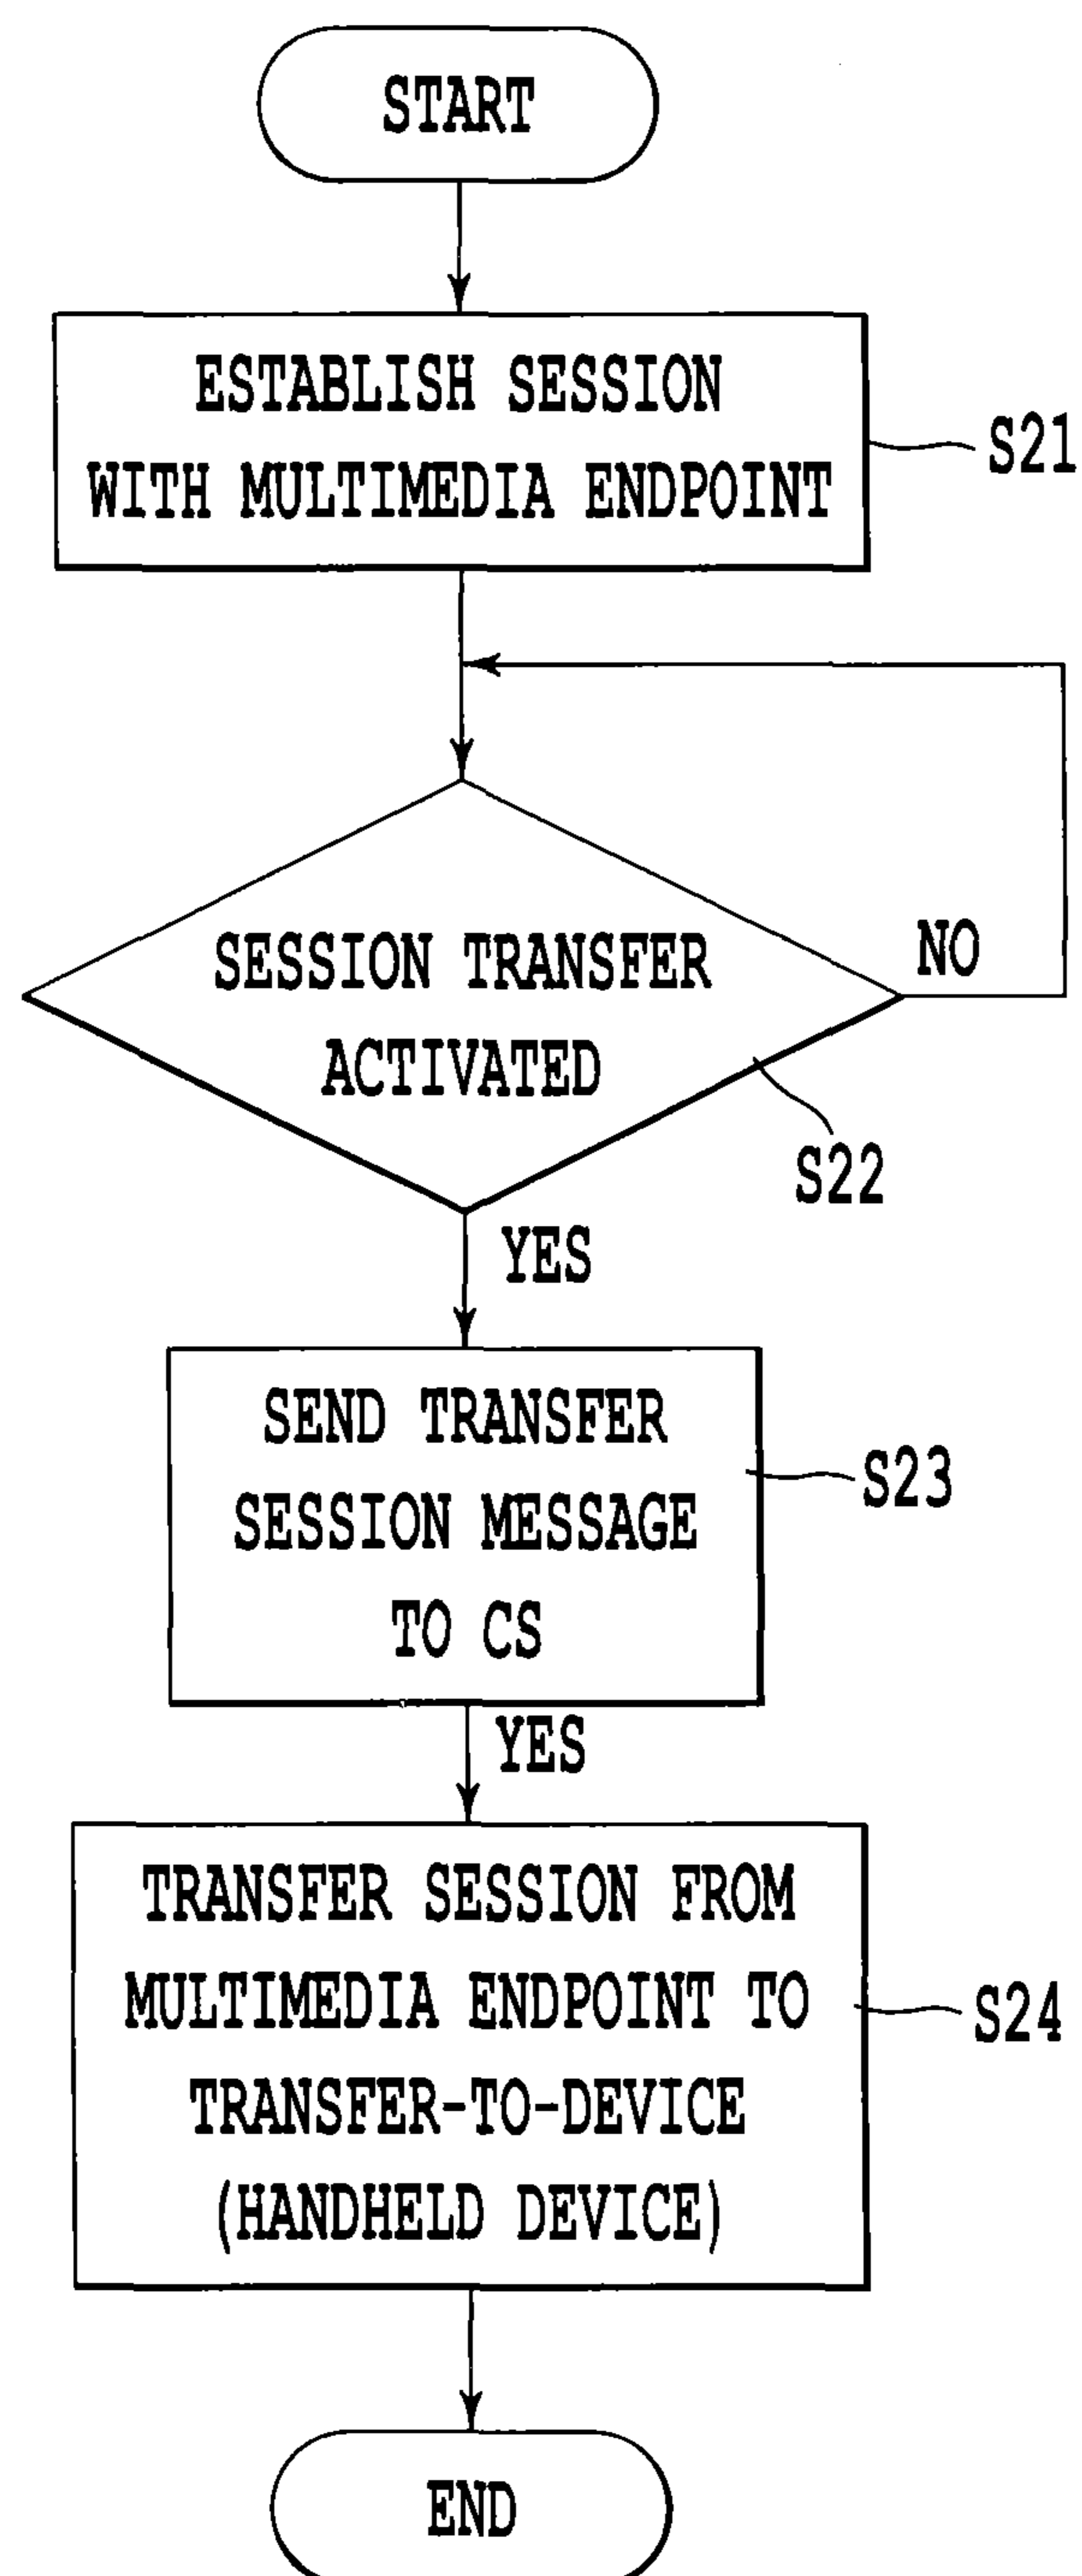 START
ESTABLISH SESSION
WITH MULTIMEDIA ENDPOINT
S21
SESSION TRANSFER
ACTIVATED
NO
S22
YES
SEND TRANSFER
SESSION MESSAGE
TO CS
S23
YES
TRANSFER SESSION FROM
MULTIMEDIA ENDPOINT TO
TRANSFER-TO-DEVICE
(HANDHELD DEVICE)
S24
END